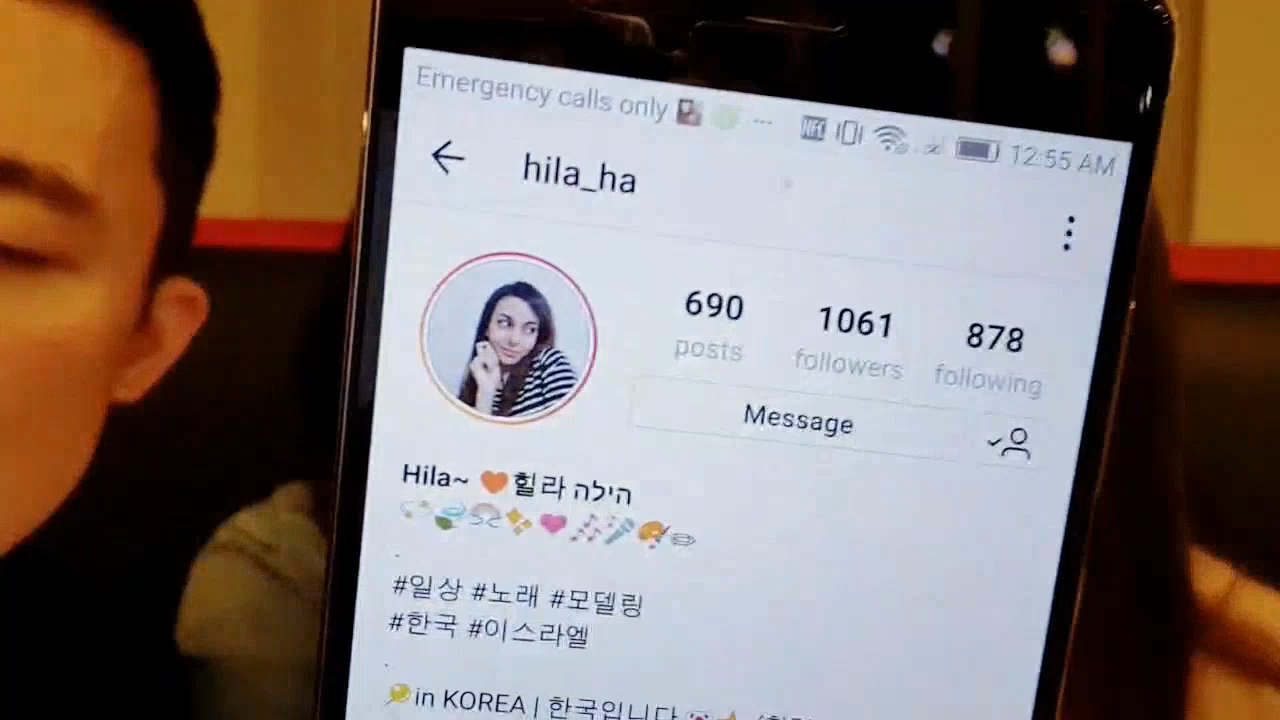 Emergency calls only ... NFC 12:55 AM
hila_ha
690 1061 878
posts followers following
Message
Hila~ 🧡힐라 הילה
#일상 #노래 #모델링
#한국 #이스라엘
in KOREA | 한국입니다